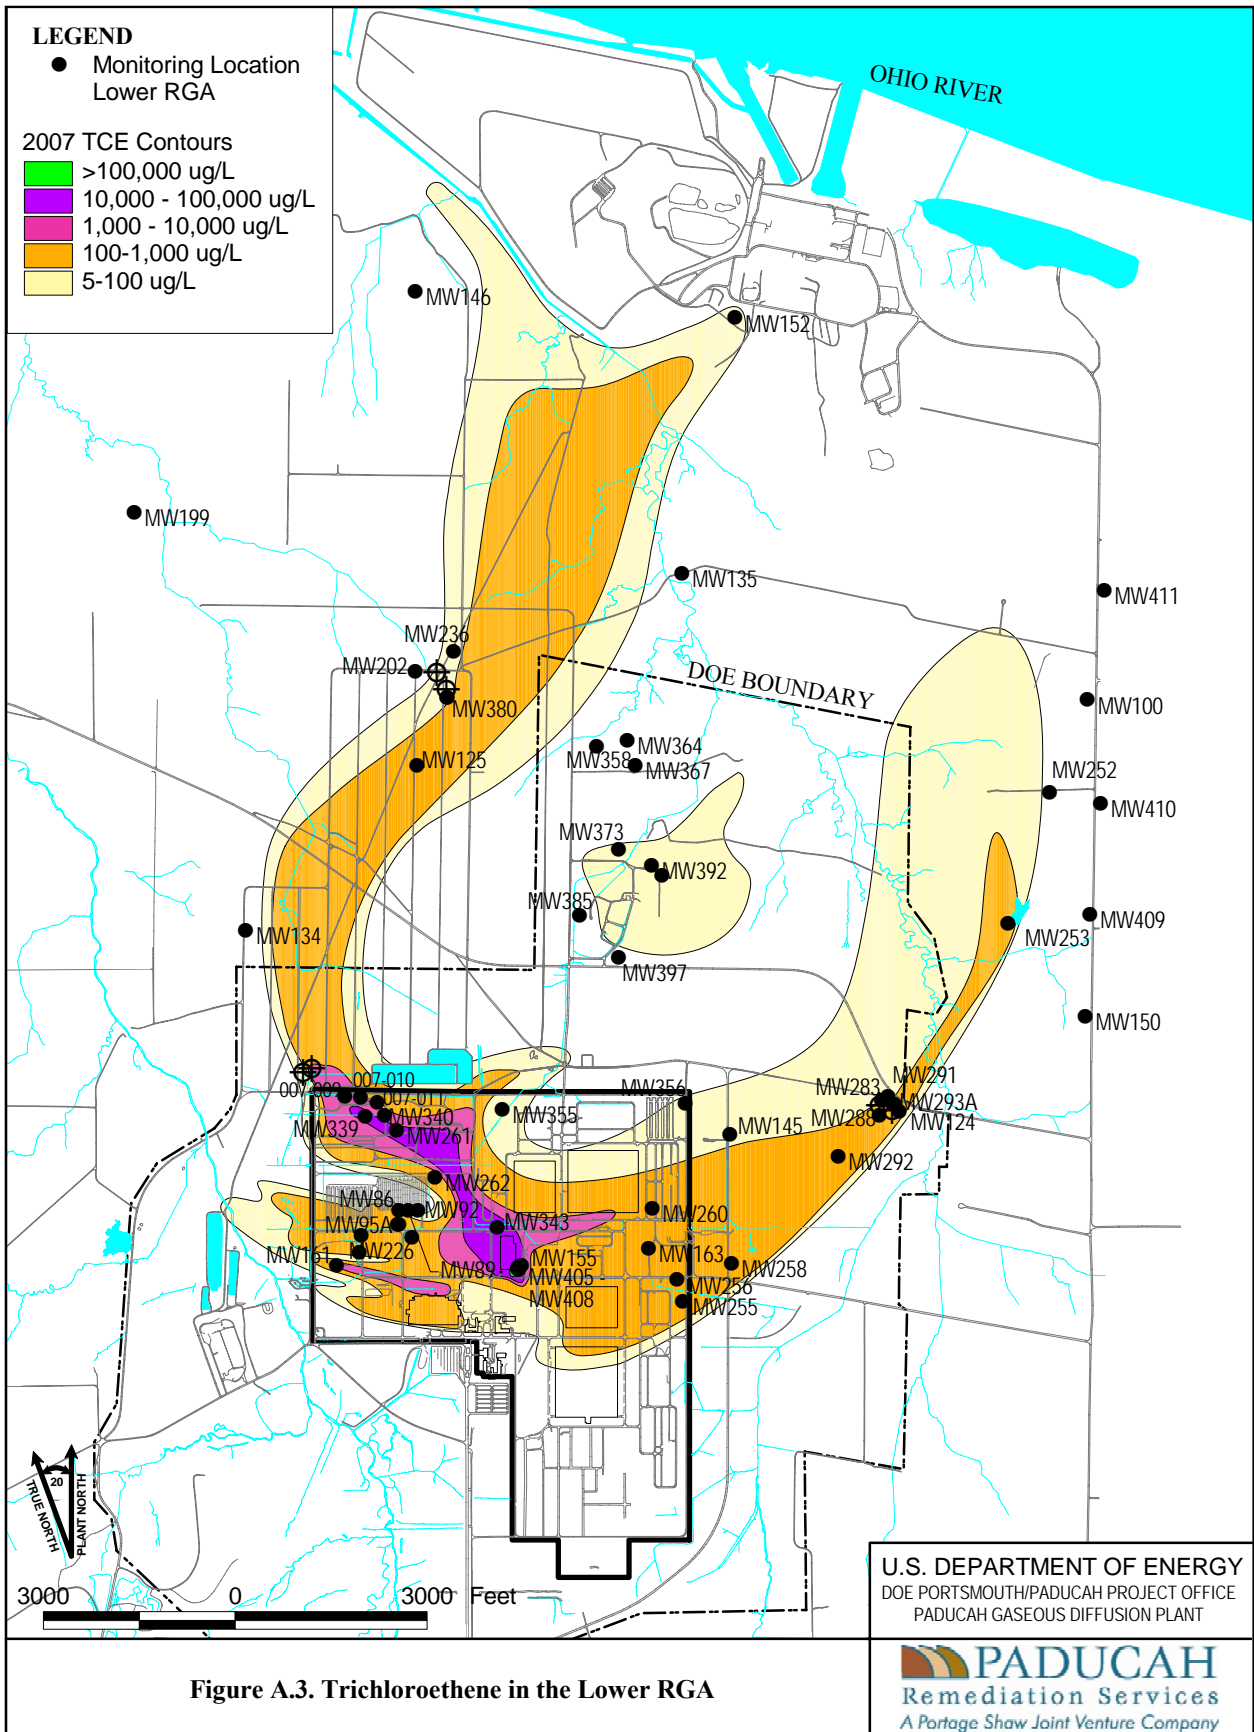 LEGEND
Monitoring Location
Lower RGA
2007 TCE Contours
>100,000 ug/L
10,000 - 100,000 ug/L
1,000 - 10,000 ug/L
100-1,000 ug/L
5-100 ug/L
OHIO RIVER
MW146
MW152
MW199
MW135
MW411
MW236
MW202
DOE BOUNDARY
MW380
MW100
MW364
MW358
MW125
MW367
MW252
MW410
MW373
MW392
MW385
MW409
MW134
MW253
MW397
MW150
007-010
MW291
MW283
MW356
007-009
007-011
MW293A
MW355
MW340
MW288
MW124
MW339
MW261
MW145
MW292
MW262
MW86
MW92
MW260
MW95A
MW343
MW226
MW163
MW161
MW155
MW258
MW89
MW405
MW256
MW408
MW255
20
TRUE NORTH
PLANT NORTH
3000 0 3000 Feet
U.S. DEPARTMENT OF ENERGY
DOE PORTSMOUTH/PADUCAH PROJECT OFFICE
PADUCAH GASEOUS DIFFUSION PLANT
Figure A.3. Trichloroethene in the Lower RGA
PADUCAH
Remediation Services
A Portage Shaw Joint Venture Company